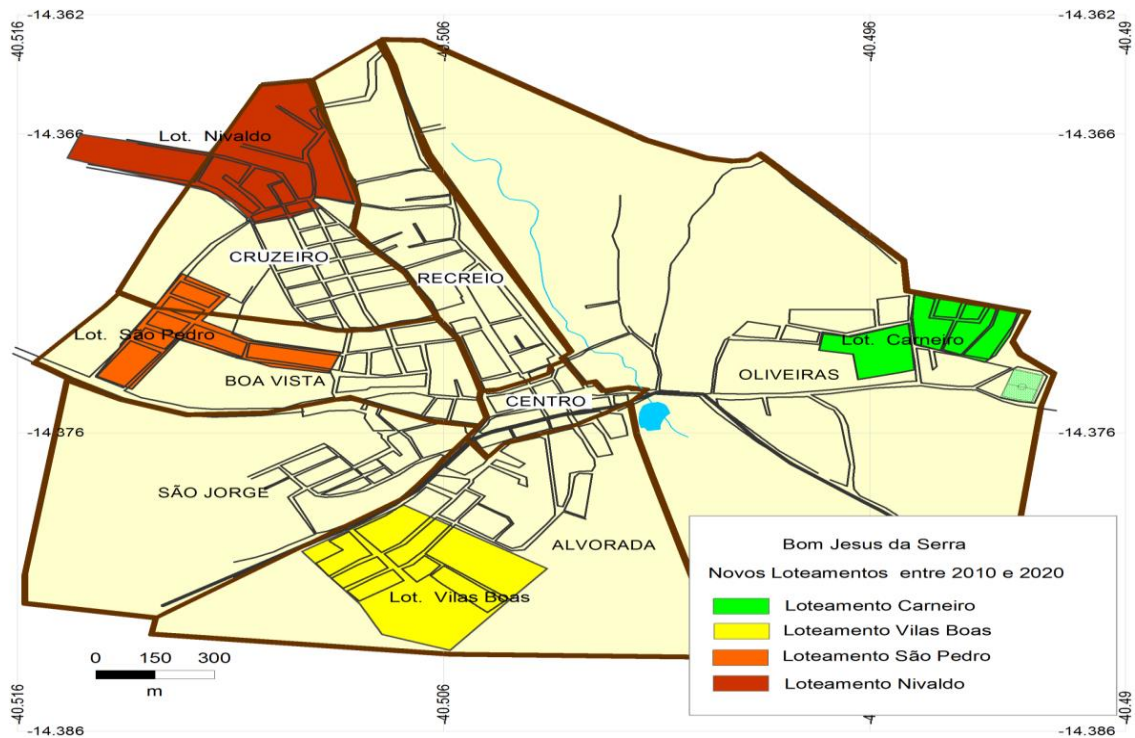 -14.362
-40.516
-40.506
-40.496
-40.49
-14.362
-14.366
Lot. Nivaldo
-14.366
CRUZEIRO
RECREIO
Lot. São Pedro
Lot. Carneiro
BOA VISTA
OLIVEIRAS
CENTRO
-14.376
-14.376
SÃO JORGE
ALVORADA
Lot. Vilas Boas
Bom Jesus da Serra
Novos Loteamentos entre 2010 e 2020
Loteamento Carneiro
Loteamento Vilas Boas
Loteamento São Pedro
Loteamento Nivaldo
0 150 300
m
-40.516
-40.506
-40.49
-14.386
-14.386